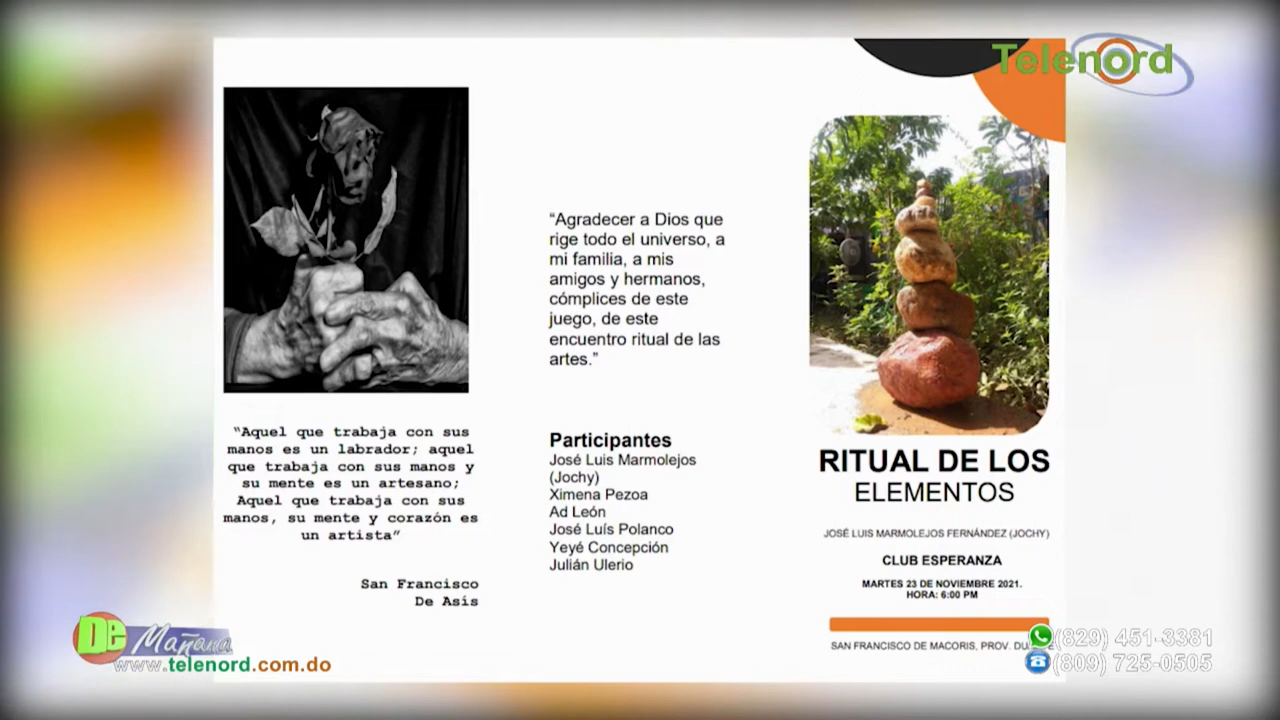 Telenord
“Aquel que trabaja con sus
manos es un labrador; aquel
que trabaja con sus manos y
su mente es un artesano;
Aquel que trabaja con sus
manos, su mente y corazón es
un artista”
San Francisco
De Asís
“Agradecer a Dios que
rige todo el universo, a
mi familia, a mis
amigos y hermanos,
cómplices de este
juego, de este
encuentro ritual de las
artes.”
Participantes
José Luis Marmolejos
(Jochy)
Ximena Pezoa
Ad León
José Luís Polanco
Yeyé Concepción
Julián Ulerio
RITUAL DE LOS
ELEMENTOS
JOSÉ LUIS MARMOLEJOS FERNÁNDEZ (JOCHY)
CLUB ESPERANZA
MARTES 23 DE NOVIEMBRE 2021.
HORA: 6:00 PM
SAN FRANCISCO DE MACORIS, PROV.
De Mañana
www.telenord.com.do
(829) 451-3381
(809) 725-0505